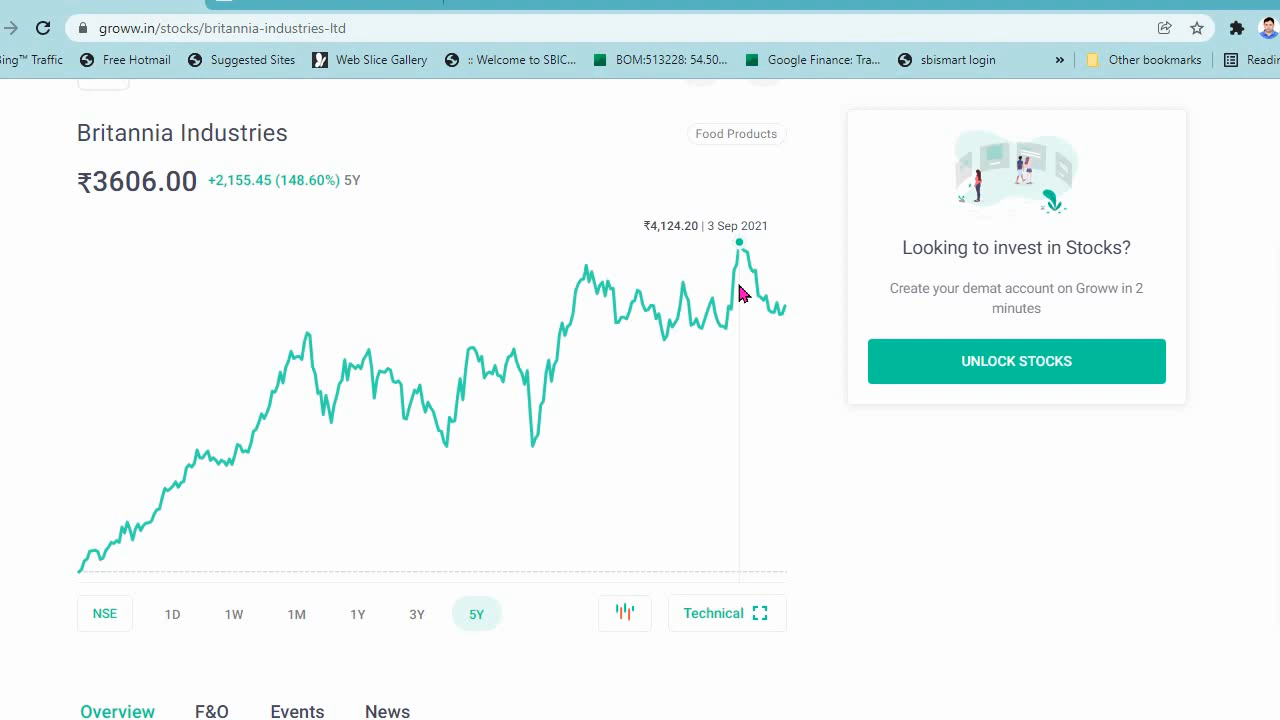 groww.in/stocks/britannia-industries-ltd
Bing™ Traffic Free Hotmail Suggested Sites Web Slice Gallery :: Welcome to SBIC... BOM:513228: 54.50... Google Finance: Tra... sbismart login » Other bookmarks
Britannia Industries
Food Products
₹3606.00 +2,155.45 (148.60%) 5Y
₹4,124.20 | 3 Sep 2021
NSE 1D 1W 1M 1Y 3Y 5Y Technical
Overview F&O Events News
Looking to invest in Stocks?
Create your demat account on Groww in 2
minutes
UNLOCK STOCKS